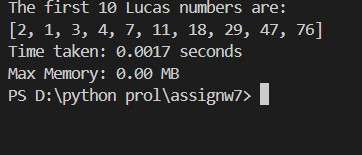 The first 10 Lucas numbers are:
[2, 1, 3, 4, 7, 11, 18, 29, 47, 76]
Time taken: 0.0017 seconds
Max Memory: 0.00 MB
PS D:\python prol\assignw7>